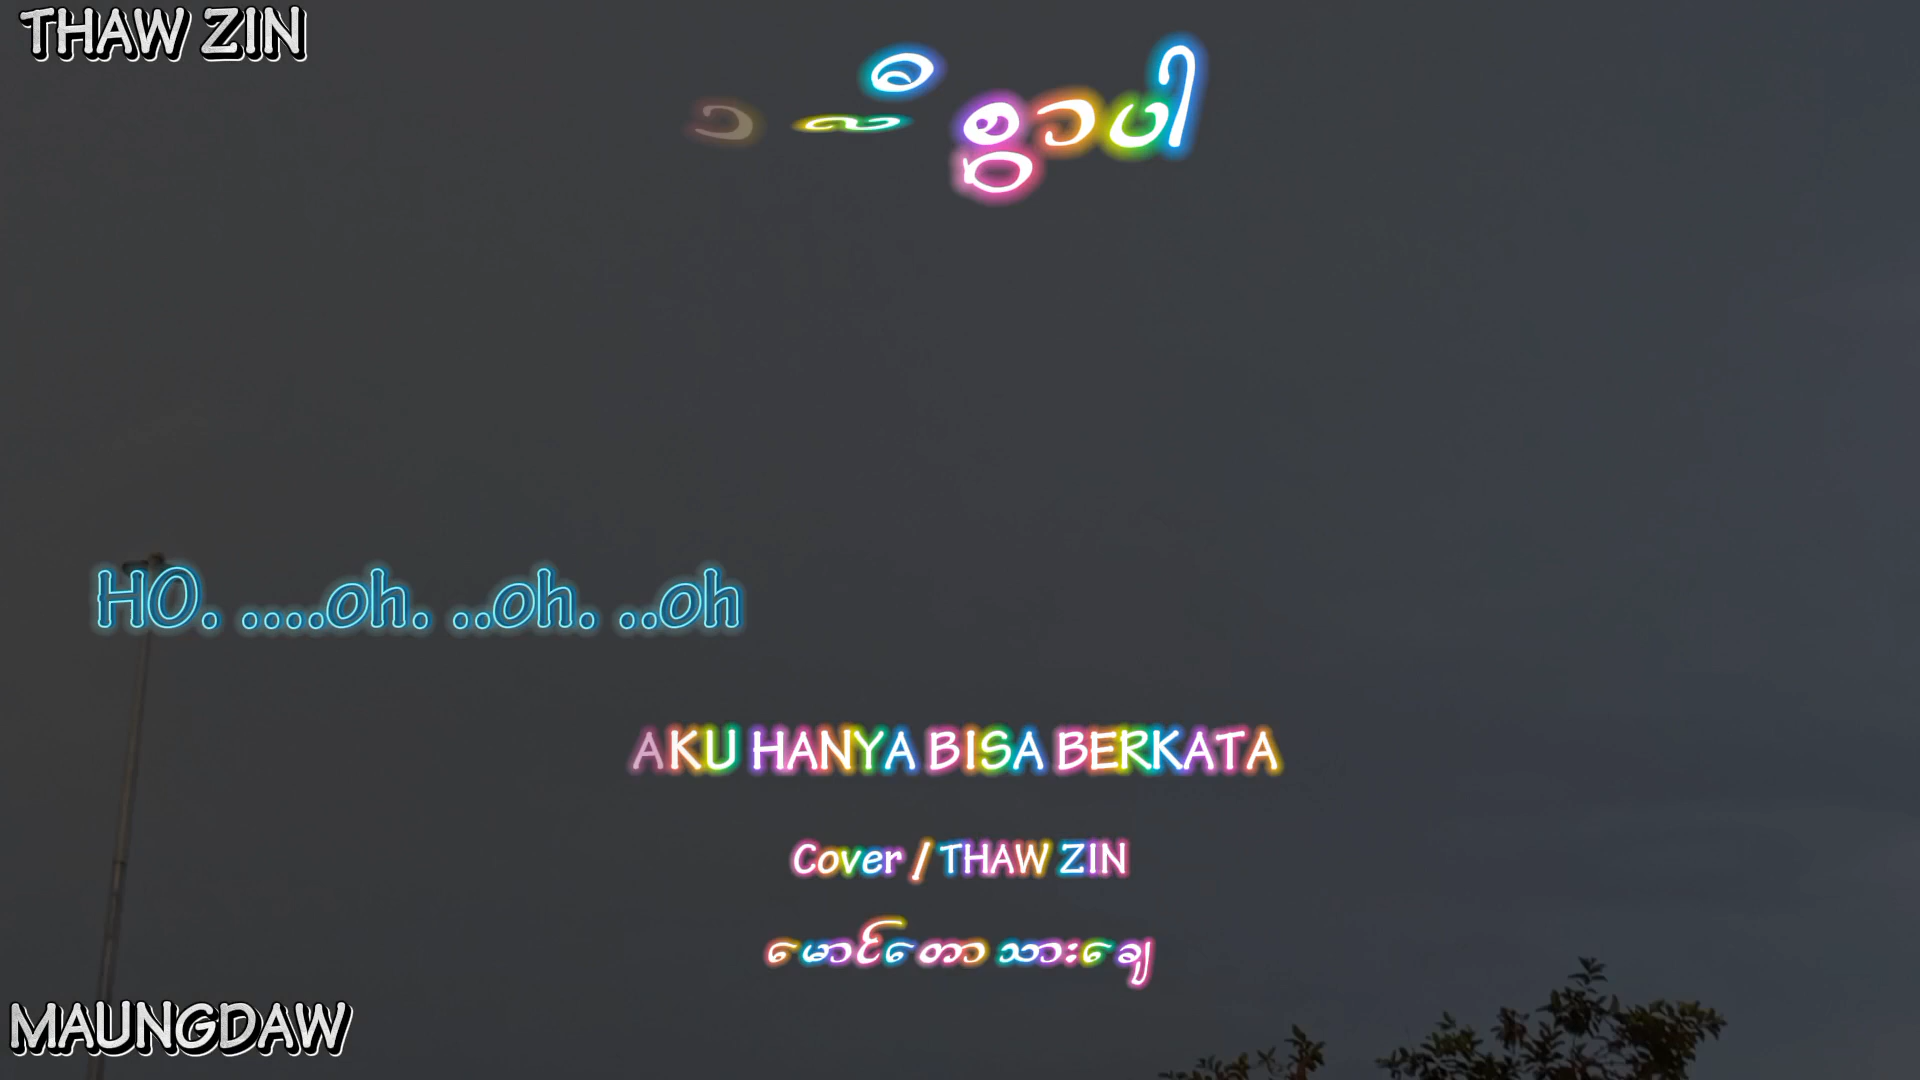 THAW ZIN
HO. ....oh. ..oh. ..oh
AKU HANYA BISA BERKATA
Cover / THAW ZIN
မောင်တော သားချေ
MAUNGDAW